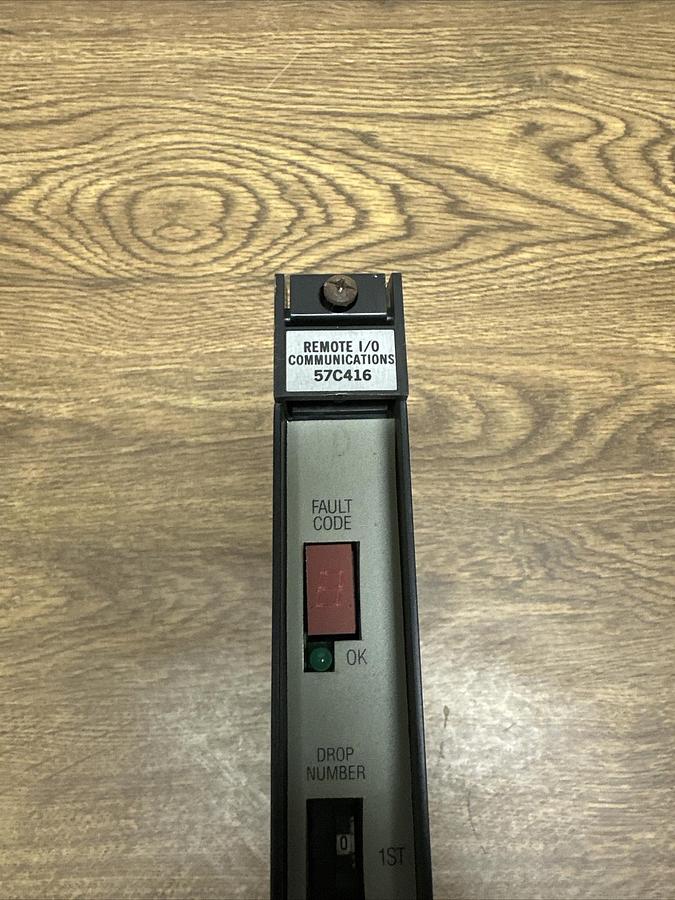 REMOTE I/O
COMMUNICATIONS
57C416
FAULT
CODE
OK
DROP
NUMBER
0
1ST